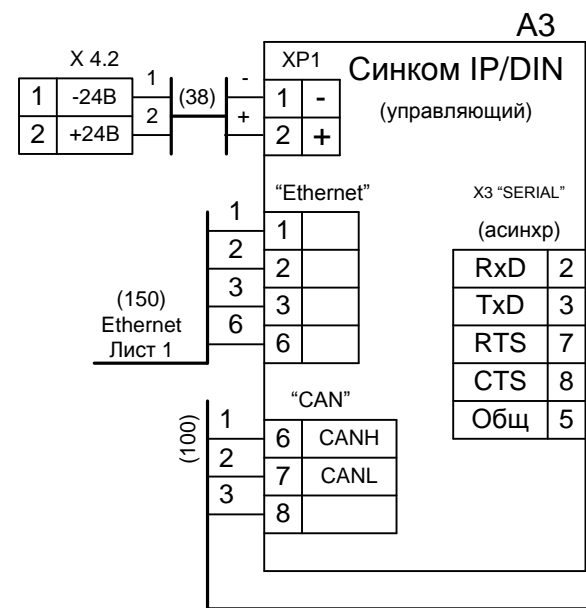 A3
X 4.2
1 -24В
2 +24В
1
2
(38)
-
+
XP1
1 -
2 +
Синком IP/DIN
(управляющий)
“Ethernet”
1
2
3
6
1
2
3
6
(150)
Ethernet
Лист 1
X3 “SERIAL”
(асинхр)
RxD 2
TxD 3
RTS 7
CTS 8
Общ 5
“CAN”
(100)
1
2
3
6 CANH
7 CANL
8